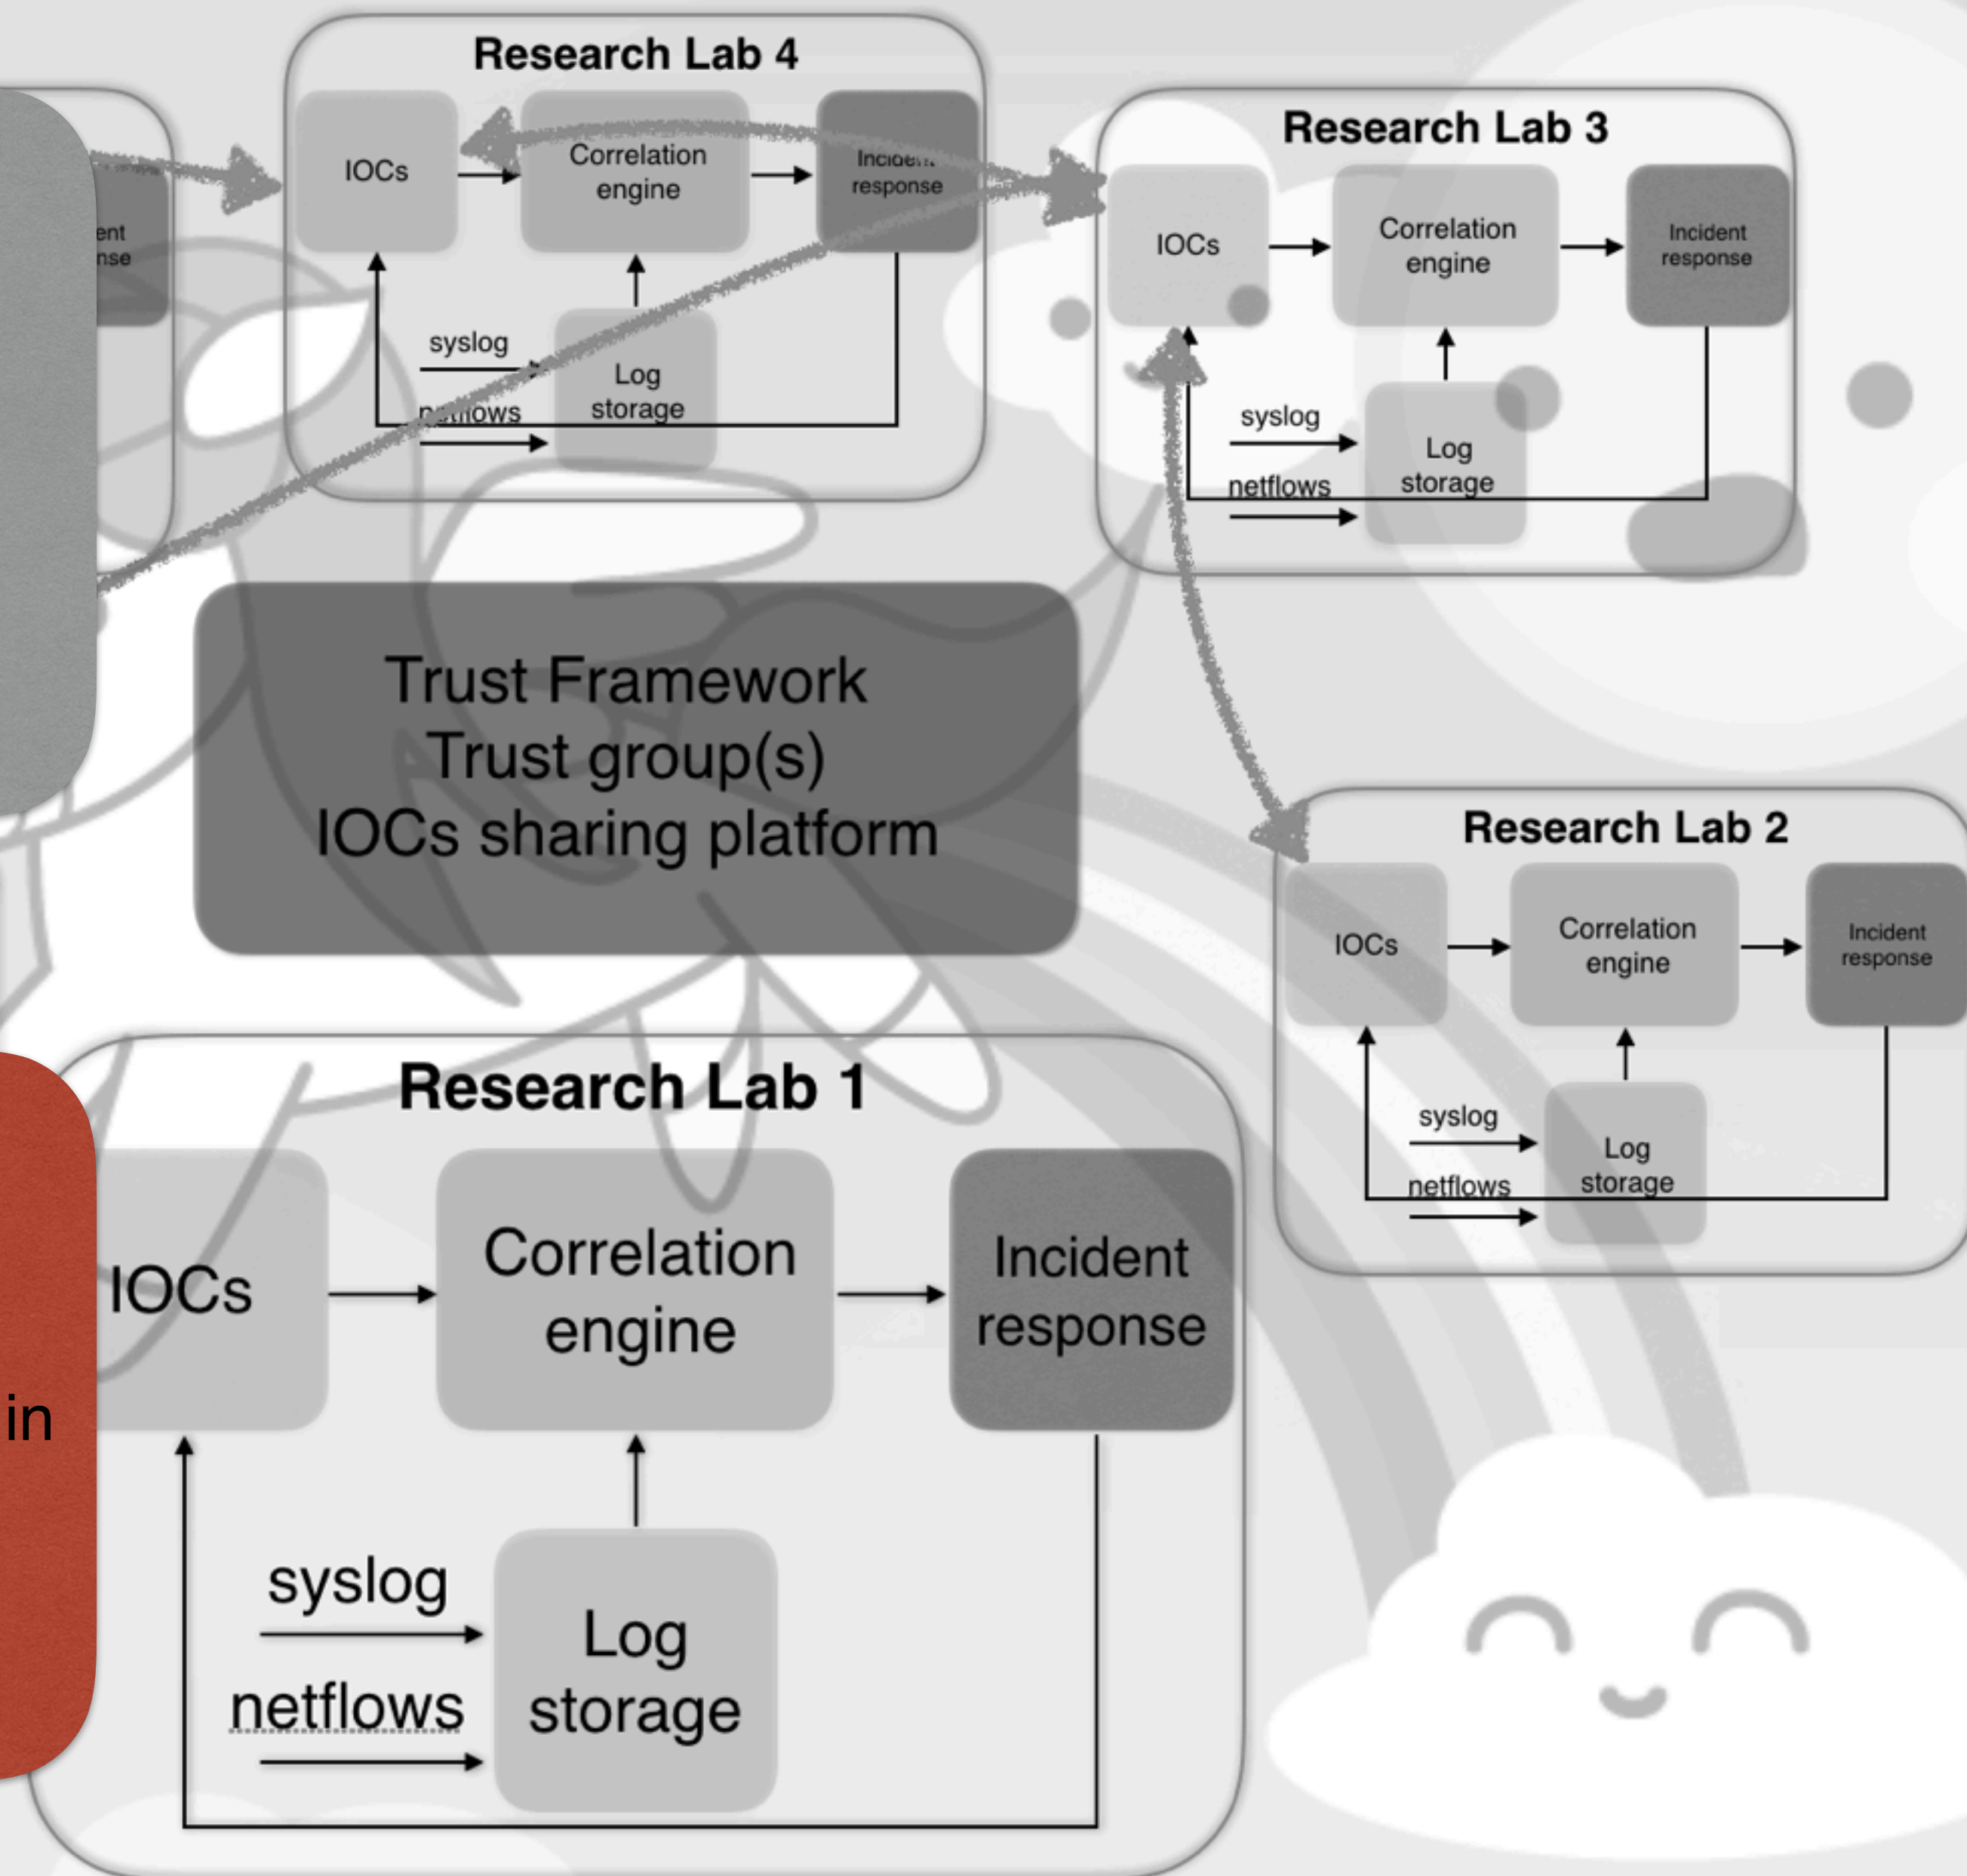 Research Lab 4
IOCs
Correlation
engine
Incident
response
syslog
netflows
Log
storage
Research Lab 3
IOCs
Correlation
engine
Incident
response
syslog
netflows
Log
storage
Trust Framework
Trust group(s)
IOCs sharing platform
Research Lab 2
IOCs
Correlation
engine
Incident
response
syslog
netflows
Log
storage
Research Lab 1
IOCs
Correlation
engine
Incident
response
in
syslog
netflows
Log
storage